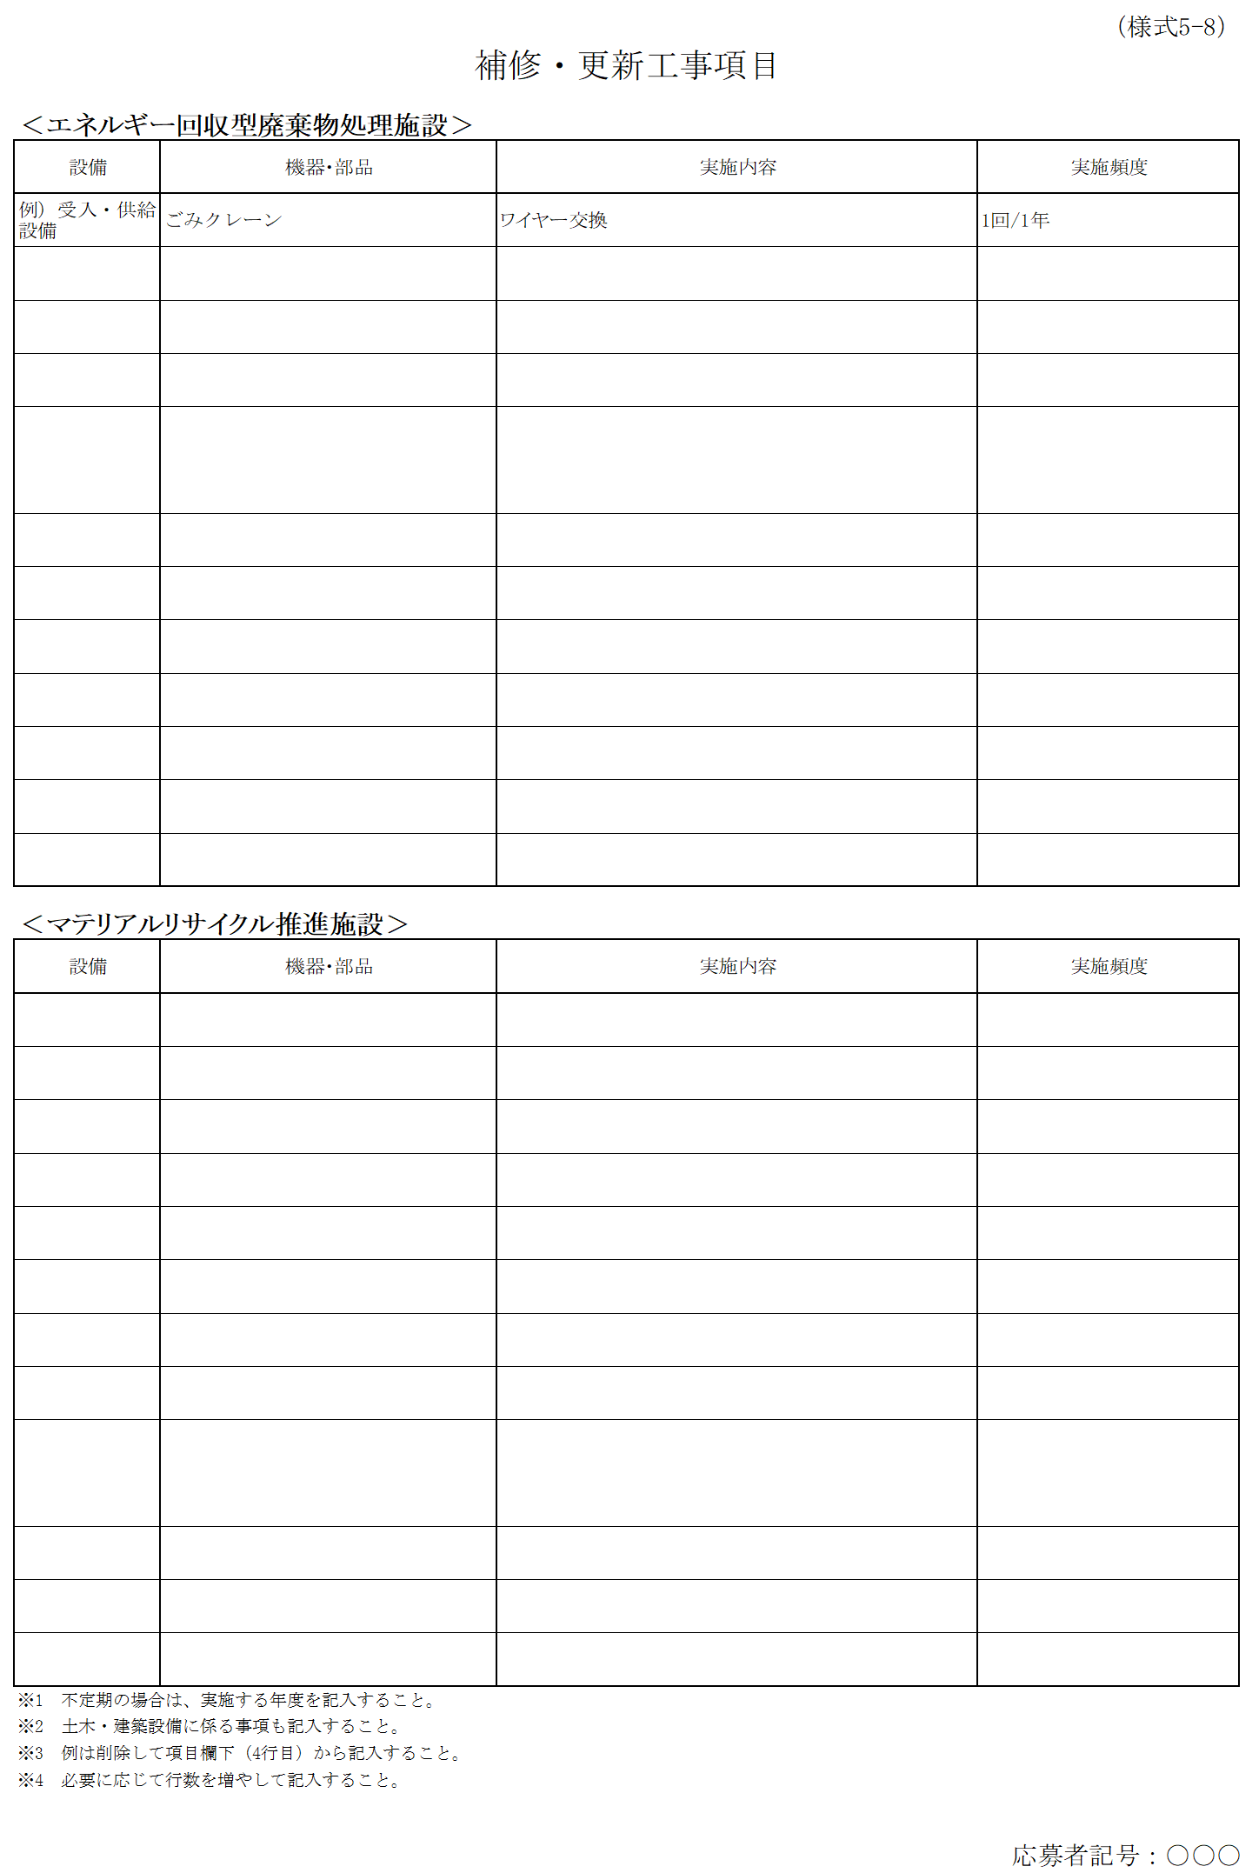 （様式5-8）
補修・更新工事項目
＜エネルギー回収型廃棄物処理施設＞
設備 機器・部品 実施内容 実施頻度
例）受入・供給設備 ごみクレーン ワイヤー交換 1回/1年
＜マテリアルリサイクル推進施設＞
設備 機器・部品 実施内容 実施頻度
※1　不定期の場合は、実施する年度を記入すること。
※2　土木・建築設備に係る事項も記入すること。
※3　例は削除して項目欄下（4行目）から記入すること。
※4　必要に応じて行数を増やして記入すること。
応募者記号：〇〇〇